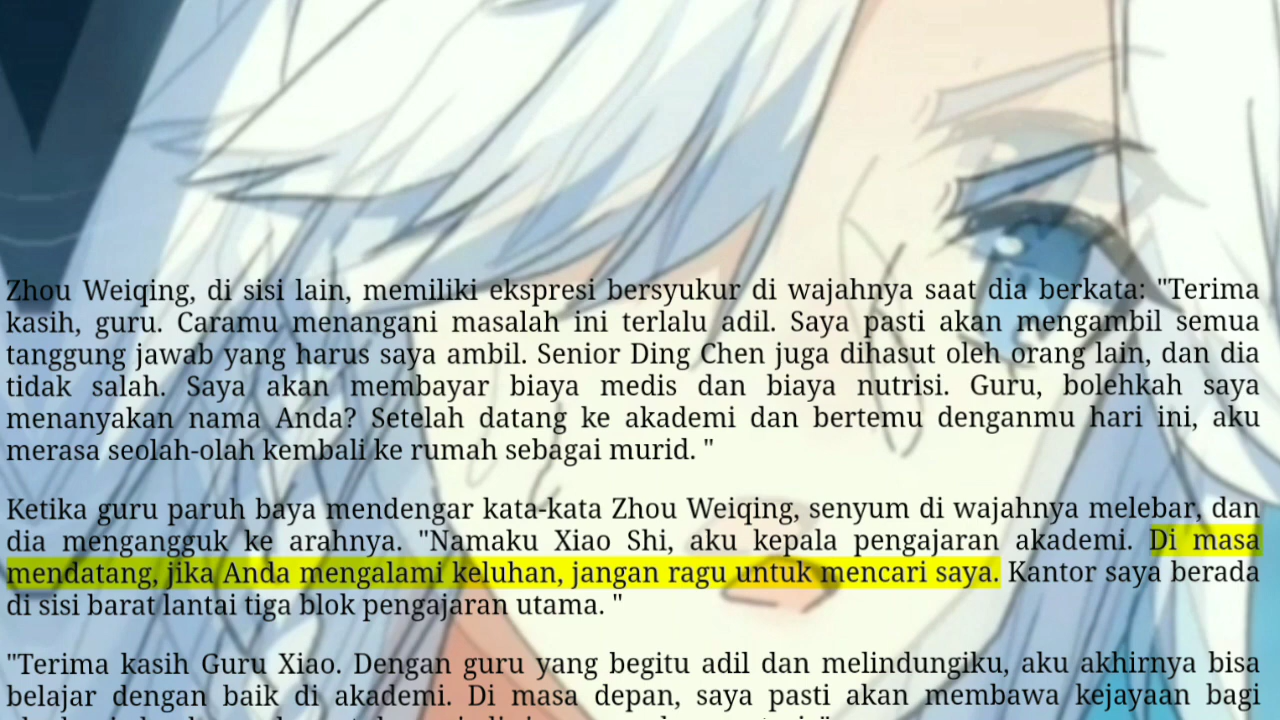 Zhou Weiqing, di sisi lain, memiliki ekspresi bersyukur di wajahnya saat dia berkata: "Terima
kasih, guru. Caramu menangani masalah ini terlalu adil. Saya pasti akan mengambil semua
tanggung jawab yang harus saya ambil. Senior Ding Chen juga dihasut oleh orang lain, dan dia
tidak salah. Saya akan membayar biaya medis dan biaya nutrisi. Guru, bolehkah saya
menanyakan nama Anda? Setelah datang ke akademi dan bertemu denganmu hari ini, aku
merasa seolah-olah kembali ke rumah sebagai murid. "
Ketika guru paruh baya mendengar kata-kata Zhou Weiqing, senyum di wajahnya melebar, dan
dia mengangguk ke arahnya. "Namaku Xiao Shi, aku kepala pengajaran akademi. Di masa
mendatang, jika Anda mengalami keluhan, jangan ragu untuk mencari saya. Kantor saya berada
di sisi barat lantai tiga blok pengajaran utama. "
"Terima kasih Guru Xiao. Dengan guru yang begitu adil dan melindungiku, aku akhirnya bisa
belajar dengan baik di akademi. Di masa depan, saya pasti akan membawa kejayaan bagi